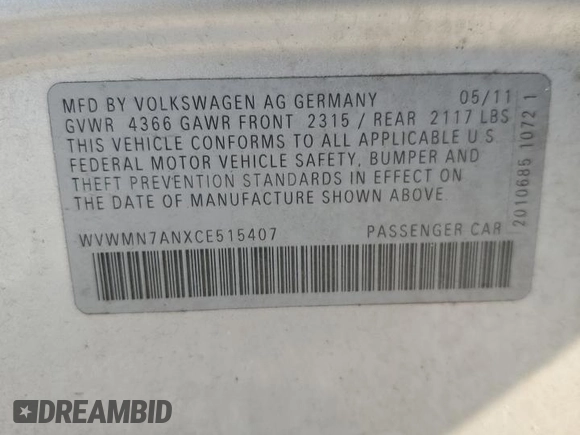 MFD BY VOLKSWAGEN AG GERMANY 05/11
GVWR 4366 GAWR FRONT 2315 / REAR 2117 LBS
THIS VEHICLE CONFORMS TO ALL APPLICABLE U.S.
FEDERAL MOTOR VEHICLE SAFETY, BUMPER AND
THEFT PREVENTION STANDARDS IN EFFECT ON
THE DATE OF MANUFACTURE SHOWN ABOVE.
WVWMN7ANXCE515407 PASSENGER CAR
2010685 1072 1
DREAMBID